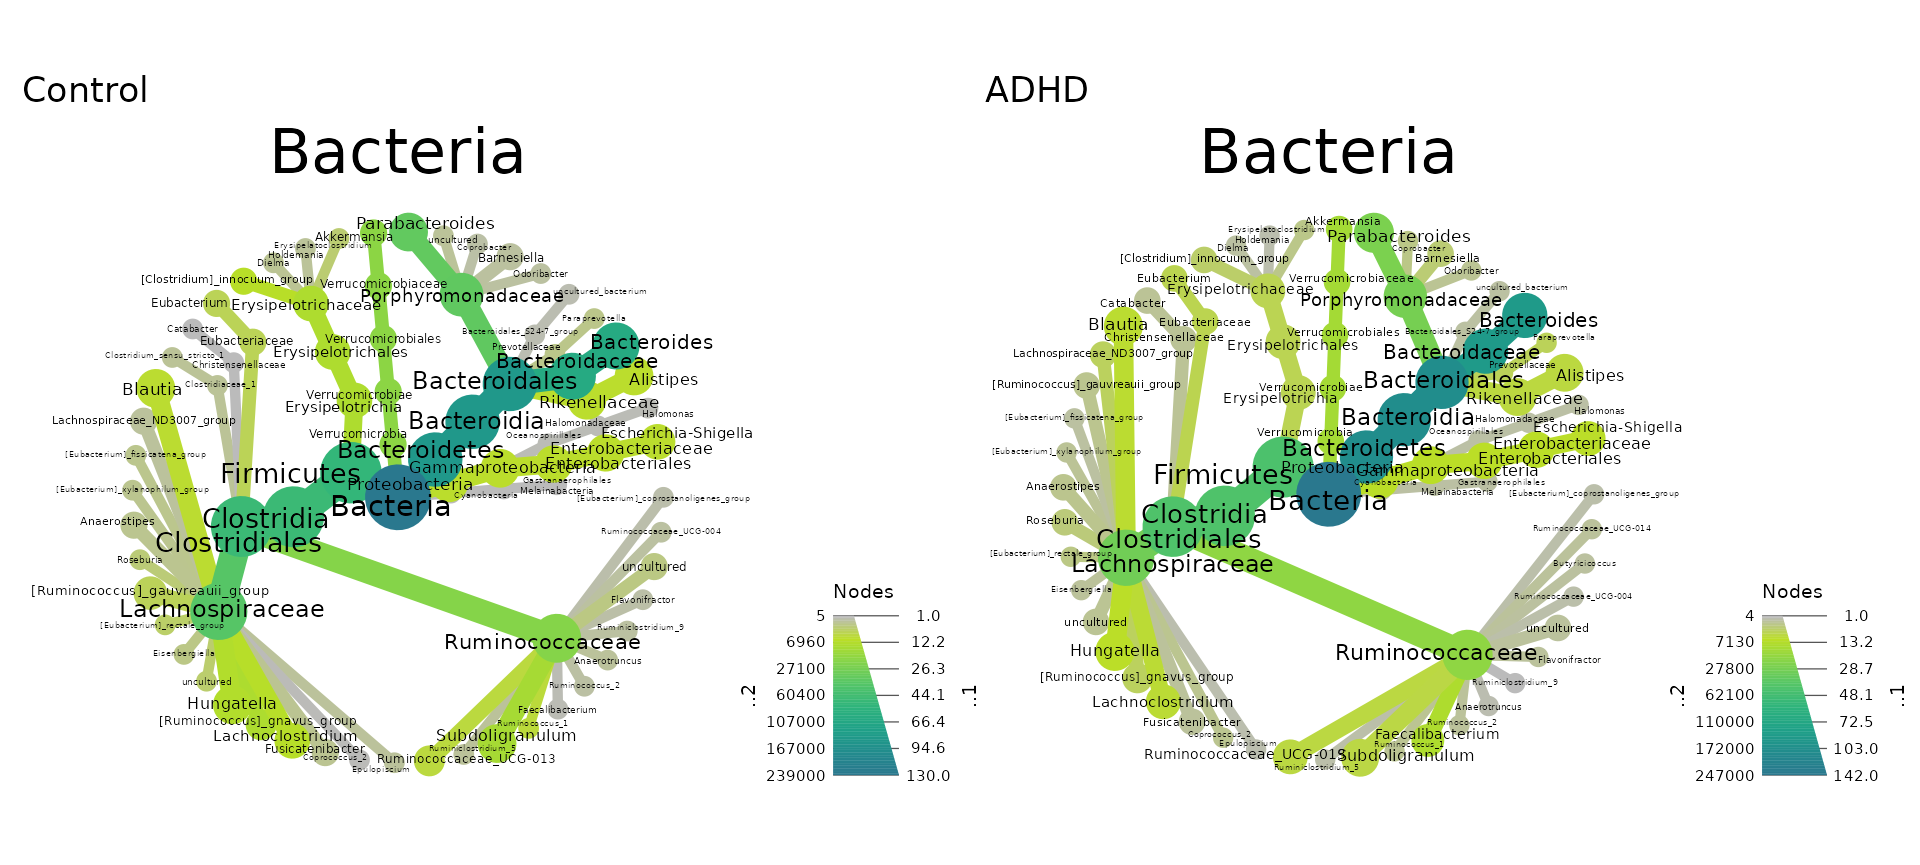 Control
Bacteria
Parabacteroides
Akkermansia
uncultured
Erysipelatoclostridium
Coprobacter
Holdemania
Barnesiella
Dielma
Odoribacter
[Clostridium]_innocuum_group
Verrucomicrobiaceae
uncultured_bacterium
Porphyromonadaceae
Eubacterium
Erysipelotrichaceae
Paraprevotella
Catabacter
Bacteroidales_S24-7_group
Eubacteriaceae
Verrucomicrobiales
Bacteroides
Prevotellaceae
Erysipelotrichales
Clostridium_sensu_stricto_1
Bacteroidaceae
Christensenellaceae
Bacteroidales
Alistipes
Clostridiaceae_1
Blautia
Verrucomicrobiae
Rikenellaceae
Erysipelotrichia
Halomonas
Lachnospiraceae_ND3007_group
Bacteroidia
Halomonadaceae
Verrucomicrobia
Oceanospirillales
Escherichia-Shigella
Bacteroidetes
Enterobacteriaceae
[Eubacterium]_fissicatena_group
Enterobacteriales
Gammaproteobacteria
Firmicutes
Gastranaerophilales
Proteobacteria
[Eubacterium]_xylanophilum_group
Melainabacteria
Cyanobacteria
[Eubacterium]_coprostanoligenes_group
Bacteria
Clostridia
Anaerostipes
Ruminococcaceae_UCG-004
Clostridiales
Roseburia
uncultured
[Ruminococcus]_gauvreauii_group
Flavonifractor
Lachnospiraceae
[Eubacterium]_rectale_group
Ruminiclostridium_9
Ruminococcaceae
Eisenbergiella
Anaerotruncus
uncultured
Ruminococcus_2
Hungatella
Faecalibacterium
[Ruminococcus]_gnavus_group
Ruminococcus_1
Lachnoclostridium
Subdoligranulum
Fusicatenibacter
Ruminiclostridium_5
Coprococcus_2
Ruminococcaceae_UCG-013
Epulopiscium
Nodes
5 1.0
6960 12.2
27100 26.3
60400 44.1
107000 66.4
167000 94.6
239000 130.0
..2
..1
ADHD
Bacteria
Akkermansia
Erysipelatoclostridium
Parabacteroides
Holdemania
Dielma
Coprobacter
[Clostridium]_innocuum_group
Barnesiella
Odoribacter
Eubacterium
Verrucomicrobiaceae
Erysipelotrichaceae
uncultured_bacterium
Porphyromonadaceae
Catabacter
Bacteroides
Blautia
Eubacteriaceae
Verrucomicrobiales
Bacteroidales_S24-7_group
Christensenellaceae
Paraprevotella
Erysipelotrichales
Lachnospiraceae_ND3007_group
Bacteroidaceae
Prevotellaceae
Alistipes
[Ruminococcus]_gauvreauii_group
Bacteroidales
Verrucomicrobiae
Erysipelotrichia
Rikenellaceae
Halomonas
[Eubacterium]_fissicatena_group
Bacteroidia
Halomonadaceae
Escherichia-Shigella
Verrucomicrobia
Oceanospirillales
Enterobacteriaceae
[Eubacterium]_xylanophilum_group
Bacteroidetes
Enterobacteriales
Proteobacteria
Gammaproteobacteria
Firmicutes
Cyanobacteria
Gastranaerophilales
Anaerostipes
Melainabacteria
[Eubacterium]_coprostanoligenes_group
Bacteria
Clostridia
Roseburia
Ruminococcaceae_UCG-014
Clostridiales
[Eubacterium]_rectale_group
Lachnospiraceae
Butyricicoccus
Eisenbergiella
Ruminococcaceae_UCG-004
uncultured
uncultured
Hungatella
Ruminococcaceae
Flavonifractor
[Ruminococcus]_gnavus_group
Ruminiclostridium_9
Lachnoclostridium
Anaerotruncus
Fusicatenibacter
Ruminococcus_2
Coprococcus_2
Faecalibacterium
Epulopiscium
Ruminococcus_1
Ruminococcaceae_UCG-013
Subdoligranulum
Ruminiclostridium_5
Nodes
4 1.0
7130 13.2
27800 28.7
62100 48.1
110000 72.5
172000 103.0
247000 142.0
..2
..1